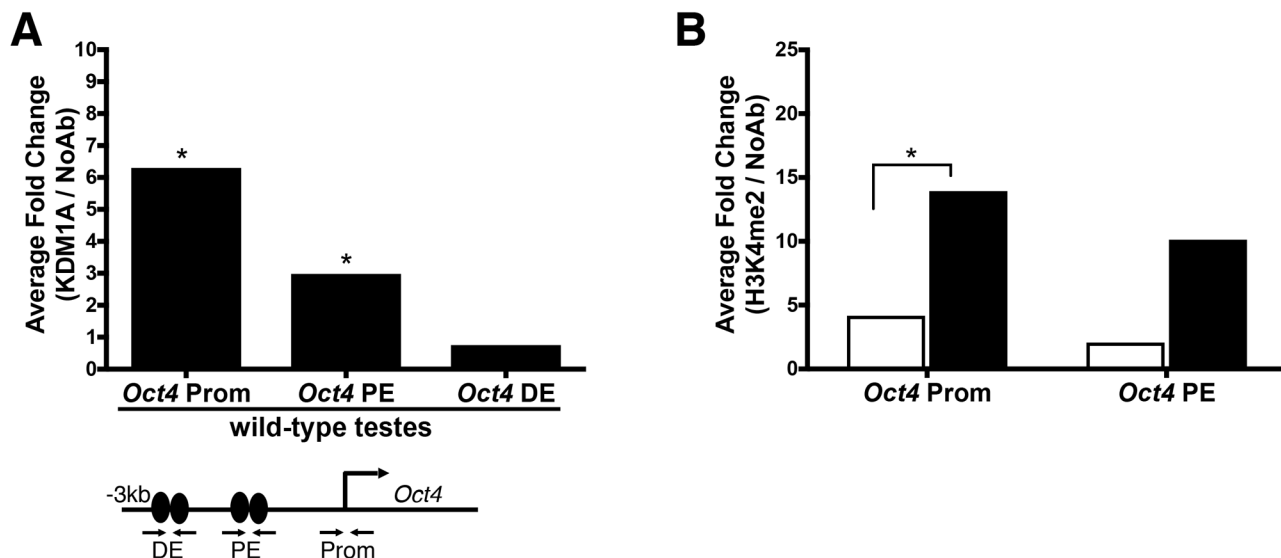 A
Average Fold Change
(KDM1A / NoAb)
10
9
8
7
6
5
4
3
2
1
0
*
*
Oct4 Prom Oct4 PE Oct4 DE
wild-type testes
-3kb Oct4
DE PE Prom
B
Average Fold Change
(H3K4me2 / NoAb)
25
20
15
10
5
0
*
Oct4 Prom Oct4 PE